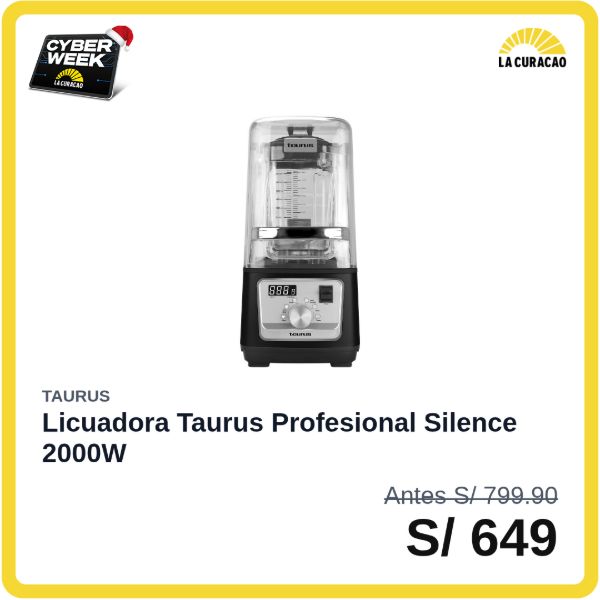 CYBER
WEEK
LA CURACAO
LA CURACAO
taurus
888
taurus
TAURUS
Licuadora Taurus Profesional Silence
2000W
Antes S/ 799.90
S/ 649